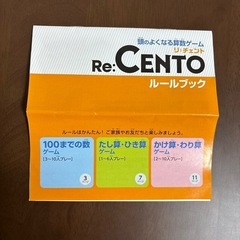 頭のよくなる算数ゲーム
リ・チェント
Re:CENTO
ルールブック
ルールはかんたん！ご家族やお友だちと楽しみましょう。
100までの数
ゲーム
[3~10人プレー]
3
たし算・ひき算
ゲーム
[1~6人プレー]
7
かけ算・わり算
ゲーム
[2~10人プレー]
11